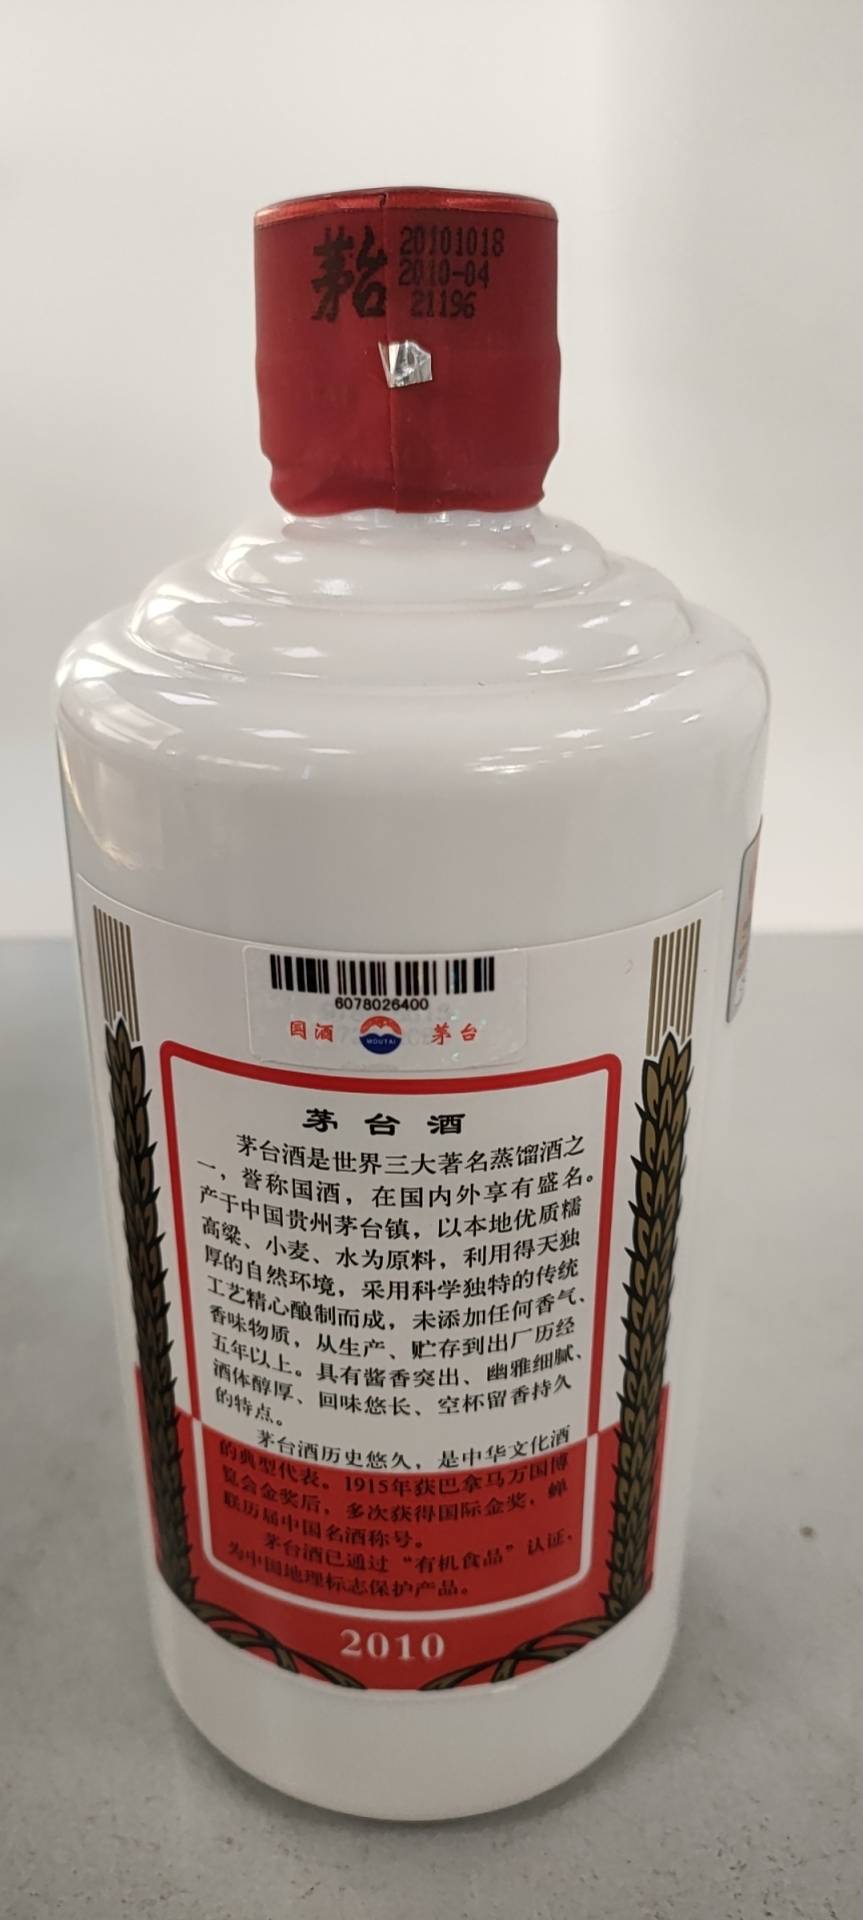 茅台
20101018
2010-04
21196
6078026400
国酒 MOUTAI 茅台
茅台酒
茅台酒是世界三大著名蒸馏酒之
一，誉称国酒，在国内外享有盛名。
产于中国贵州茅台镇，以本地优质糯
高粱、小麦、水为原料，利用得天独
厚的自然环境，采用科学独特的传统
工艺精心酿制而成，未添加任何香气、
香味物质，从生产、贮存到出厂历经
五年以上。具有酱香突出、幽雅细腻、
酒体醇厚、回味悠长、空杯留香持久
的特点。
茅台酒历史悠久，是中华文化酒
的典型代表。1915年获巴拿马万国博
览会金奖后，多次获得国际金奖，蝉
联历届中国名酒称号。
茅台酒已通过“有机食品”认证，
为中国地理标志保护产品。
2010